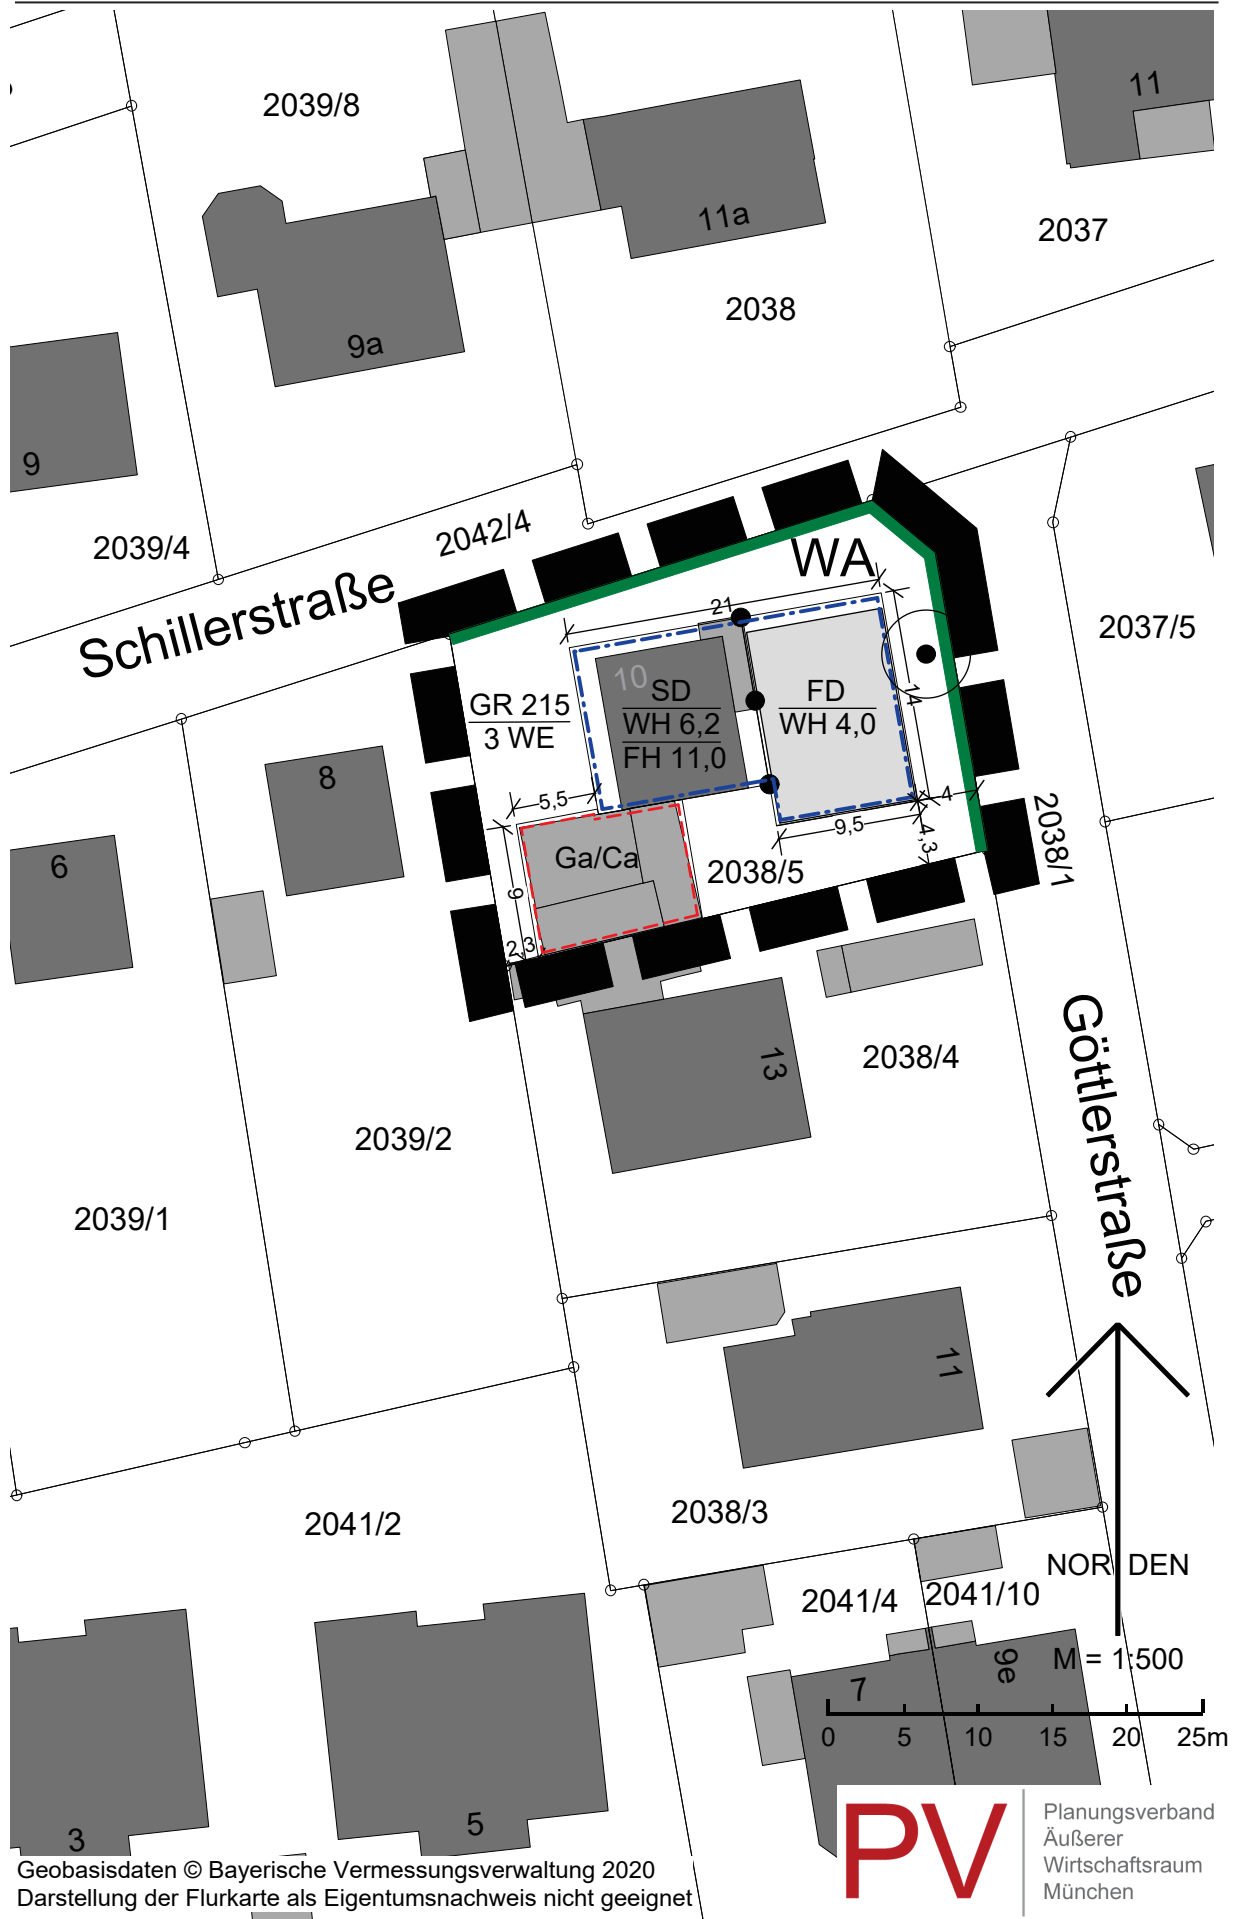 2039/8
11
11a
2037
2038
9a
9
2039/4
2042/4
Schillerstraße
WA
2037/5
21
14
10
GR 215
3 WE
SD
WH 6,2
FH 11,0
FD
WH 4,0
8
5,5
4
9,5
4,3
2038/1
6
Ga/Ca
2038/5
9
2,3
13
2038/4
Göttlerstraße
2039/2
2039/1
11
2041/2
2038/3
NORDEN
2041/4
2041/10
9e
M = 1:500
7
0 5 10 15 20 25m
3
5
PV
Planungsverband
Äußerer
Wirtschaftsraum
München
Geobasisdaten © Bayerische Vermessungsverwaltung 2020
Darstellung der Flurkarte als Eigentumsnachweis nicht geeignet